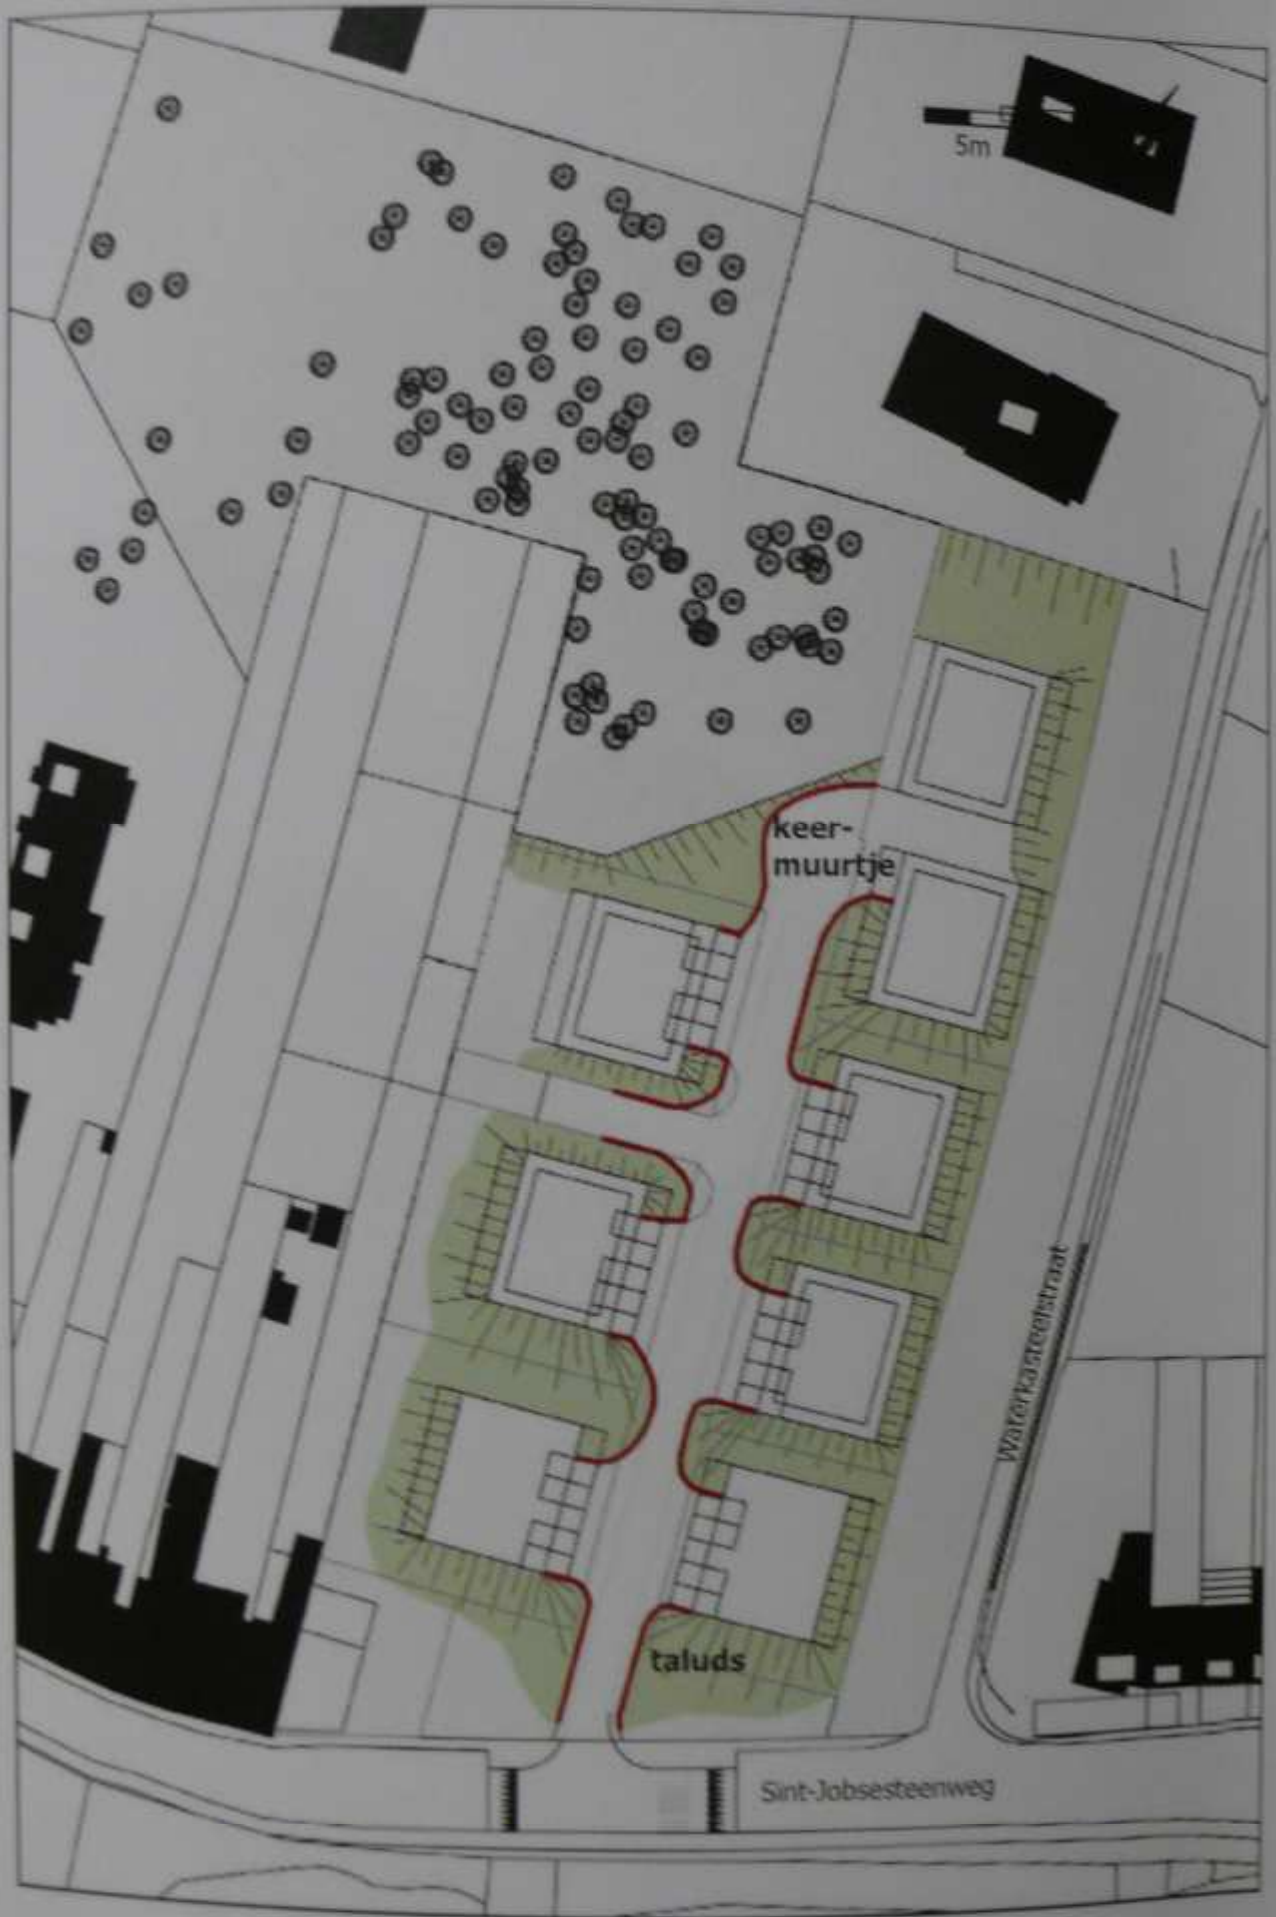 5m
keer-
muurtje
Waterkasteelstraat
taluds
Sint-Jobsesteenweg